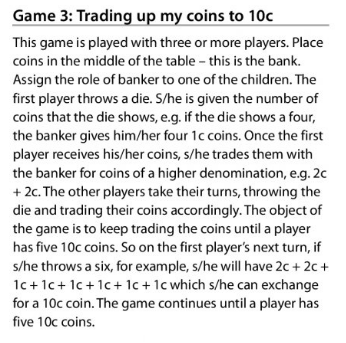 Game 3: Trading up my coins to 10c
This game is played with three or more players. Place
coins in the middle of the table – this is the bank.
Assign the role of banker to one of the children. The
first player throws a die. S/he is given the number of
coins that the die shows, e.g. if the die shows a four,
the banker gives him/her four 1c coins. Once the first
player receives his/her coins, s/he trades them with
the banker for coins of a higher denomination, e.g. 2c
+ 2c. The other players take their turns, throwing the
die and trading their coins accordingly. The object of
the game is to keep trading the coins until a player
has five 10c coins. So on the first player's next turn, if
s/he throws a six, for example, s/he will have 2c + 2c +
1c + 1c + 1c + 1c + 1c + 1c which s/he can exchange
for a 10c coin. The game continues until a player has
five 10c coins.